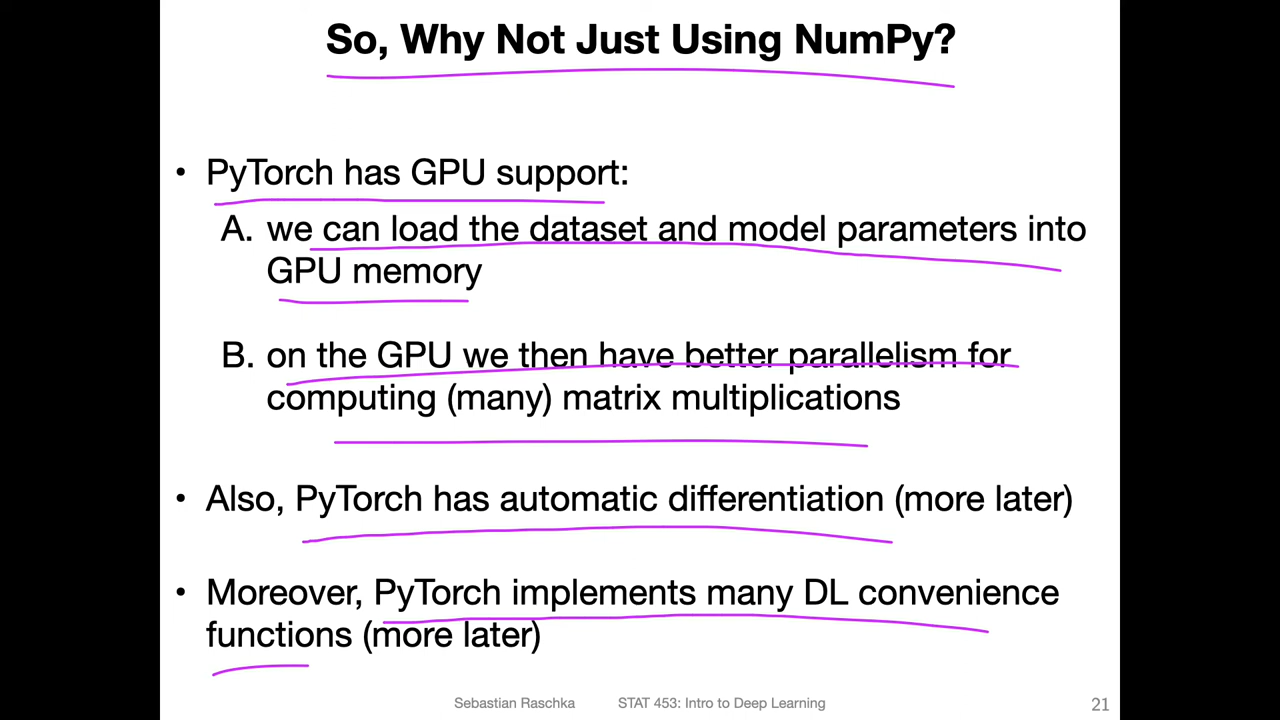 So, Why Not Just Using NumPy?
• PyTorch has GPU support:
A. we can load the dataset and model parameters into
GPU memory
B. on the GPU we then have better parallelism for
computing (many) matrix multiplications
• Also, PyTorch has automatic differentiation (more later)
• Moreover, PyTorch implements many DL convenience
functions (more later)
Sebastian Raschka STAT 453: Intro to Deep Learning 21